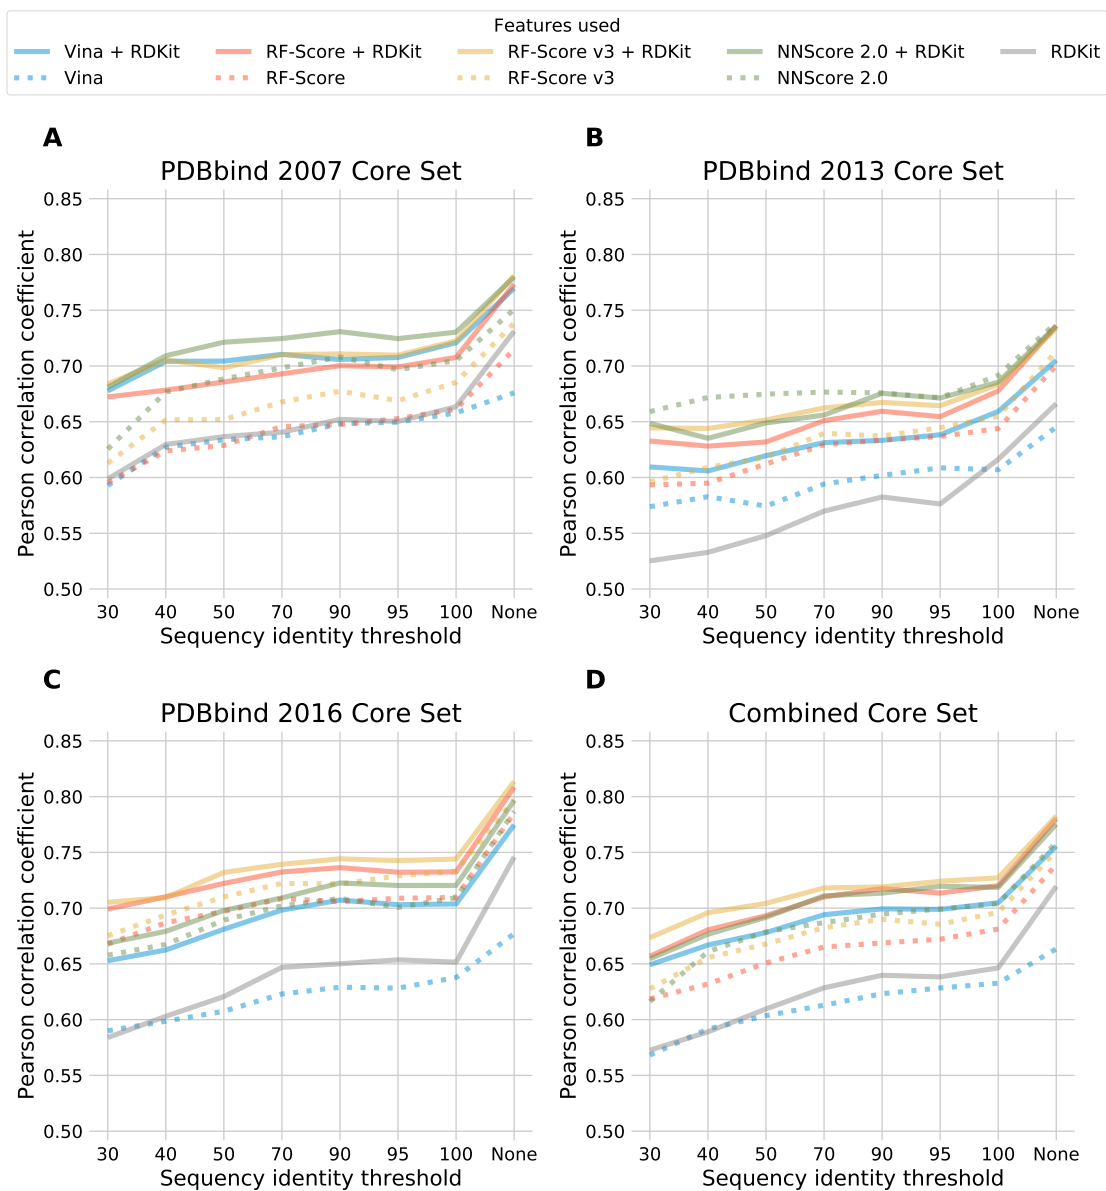 Features used
Vina + RDKit RF-Score + RDKit RF-Score v3 + RDKit NNScore 2.0 + RDKit RDKit
Vina RF-Score RF-Score v3 NNScore 2.0
A
PDBbind 2007 Core Set
Pearson correlation coefficient
0.85
0.80
0.75
0.70
0.65
0.60
0.55
0.50
30 40 50 70 90 95 100 None
Sequency identity threshold
B
PDBbind 2013 Core Set
Pearson correlation coefficient
0.85
0.80
0.75
0.70
0.65
0.60
0.55
0.50
30 40 50 70 90 95 100 None
Sequency identity threshold
C
PDBbind 2016 Core Set
Pearson correlation coefficient
0.85
0.80
0.75
0.70
0.65
0.60
0.55
0.50
30 40 50 70 90 95 100 None
Sequency identity threshold
D
Combined Core Set
Pearson correlation coefficient
0.85
0.80
0.75
0.70
0.65
0.60
0.55
0.50
30 40 50 70 90 95 100 None
Sequency identity threshold